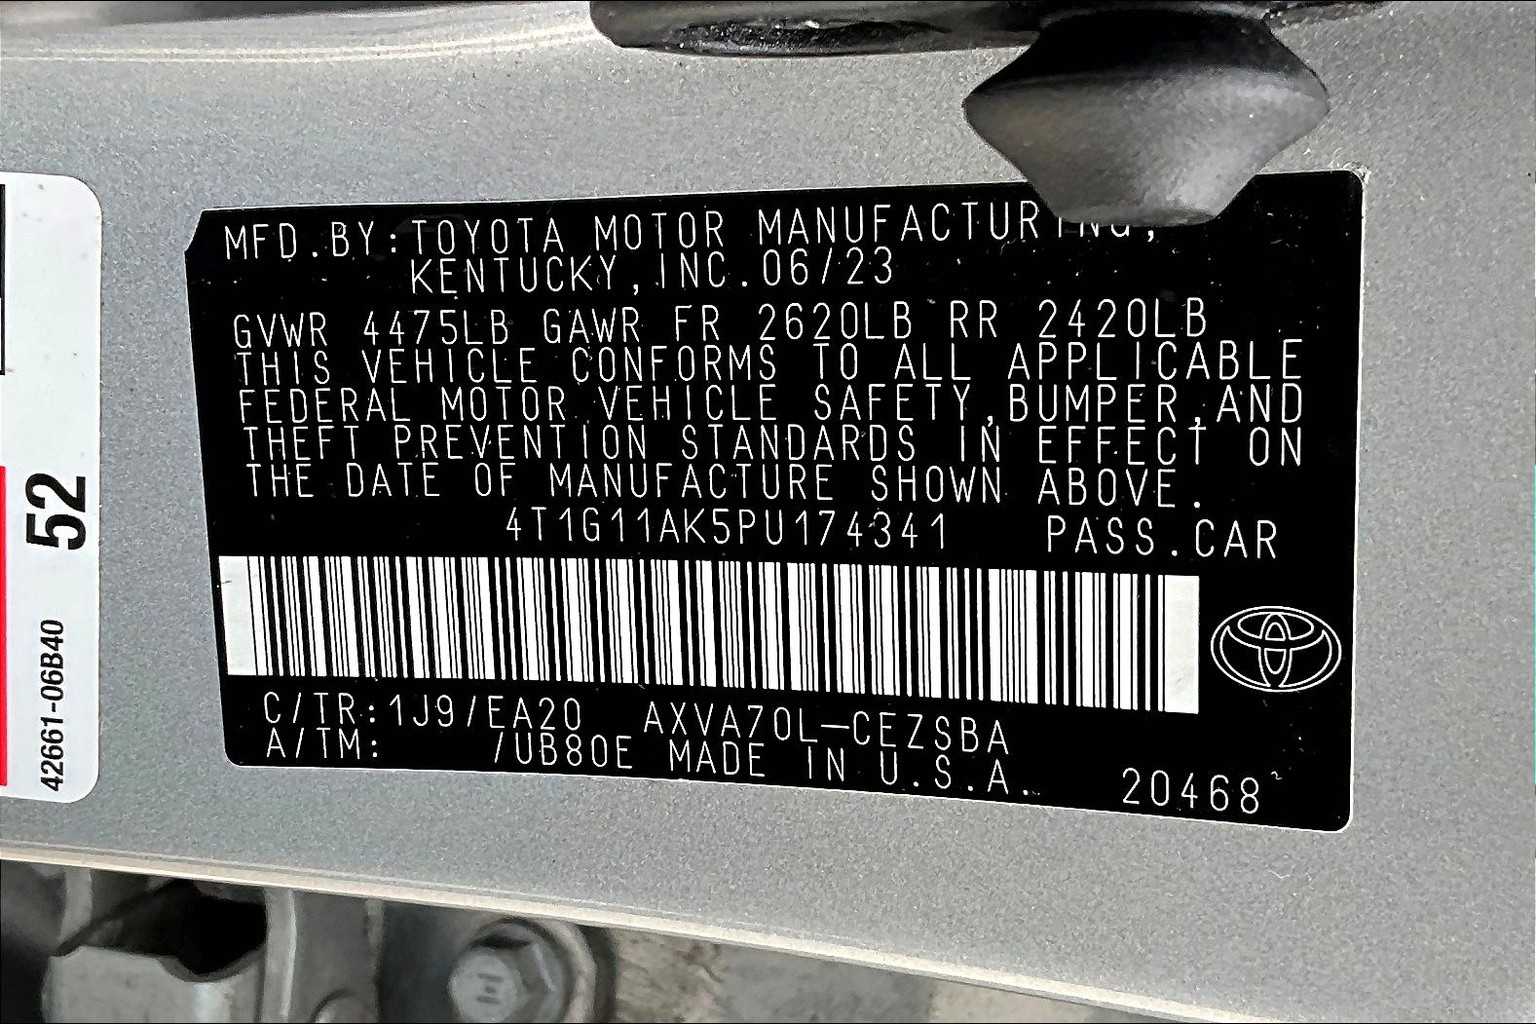 MFD.BY:TOYOTA MOTOR MANUFACTURING,
KENTUCKY,INC.06/23
GVWR 4475LB GAWR FR 2620LB RR 2420LB
THIS VEHICLE CONFORMS TO ALL APPLICABLE
FEDERAL MOTOR VEHICLE SAFETY,BUMPER,AND
THEFT PREVENTION STANDARDS IN EFFECT ON
THE DATE OF MANUFACTURE SHOWN ABOVE.
4T1G11AK5PU174341 PASS.CAR
C/TR:1J9/EA20 AXVA70L-CEZSBA
A/TM: /UB80E MADE IN U.S.A.
20468
52
42661-06B40